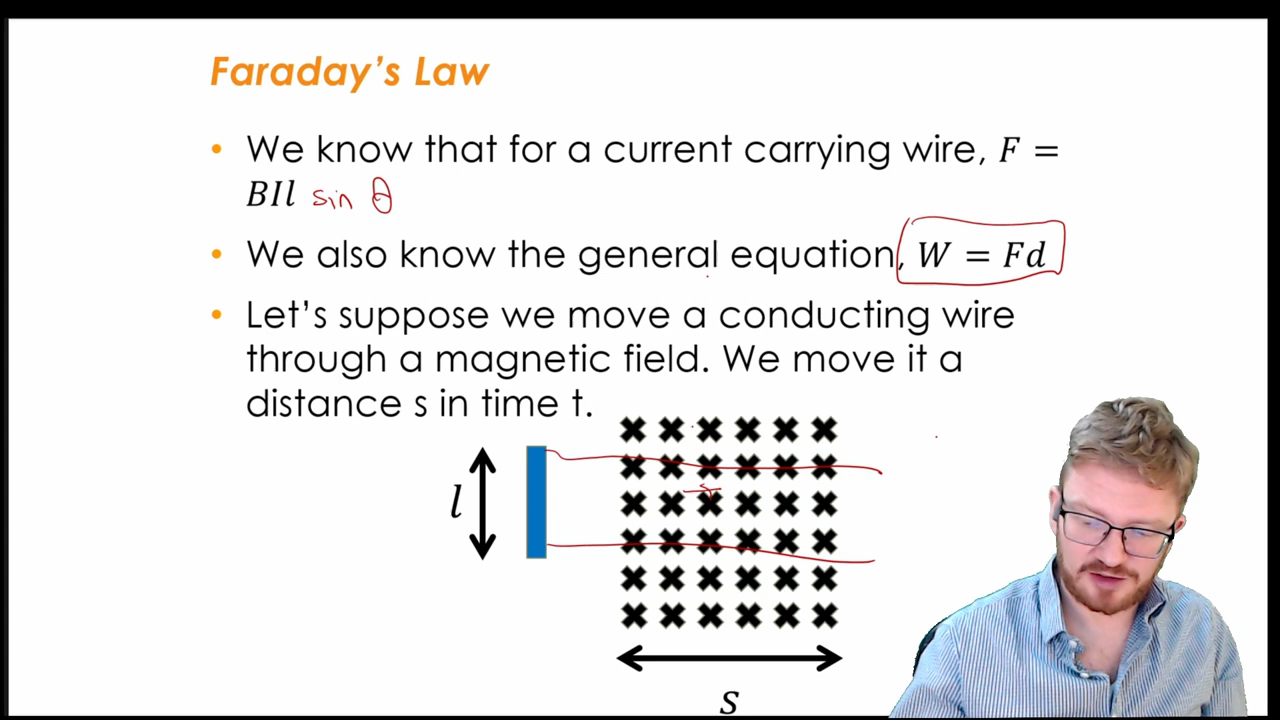 Faraday's Law
• We know that for a current carrying wire, F =
BIl sin θ
• We also know the general equation, W = Fd
• Let's suppose we move a conducting wire
through a magnetic field. We move it a
distance s in time t.
l
s